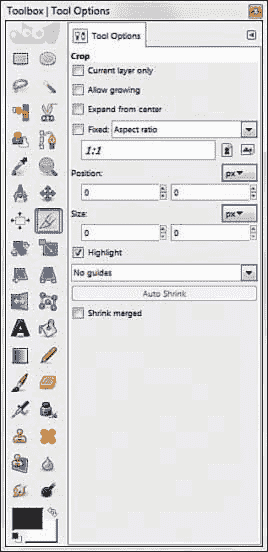 Toolbox | Tool Options
Tool Options
Crop
Current layer only
Allow growing
Expand from center
Fixed: Aspect ratio
1:1
Position: px
0 0
Size: px
0 0
Highlight
No guides
Auto Shrink
Shrink merged